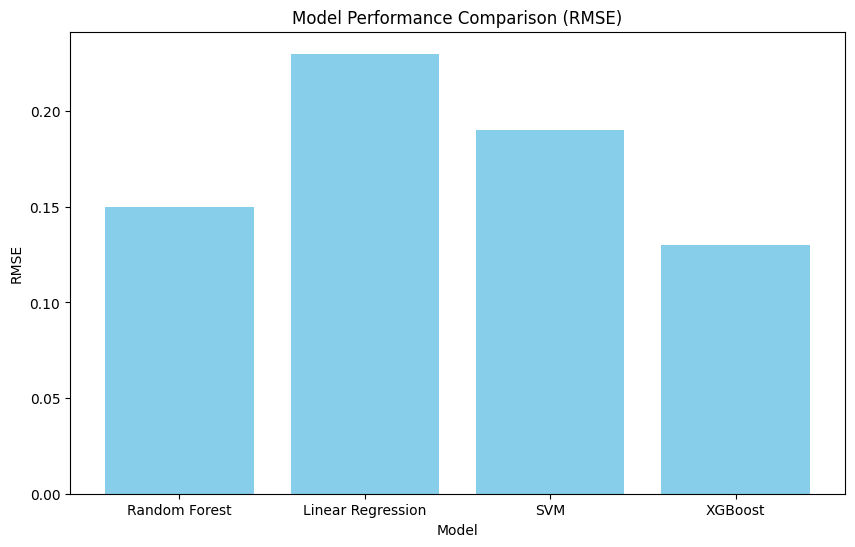 Model Performance Comparison (RMSE)
RMSE
0.20
0.15
0.10
0.05
0.00
Random Forest
Linear Regression
SVM
XGBoost
Model